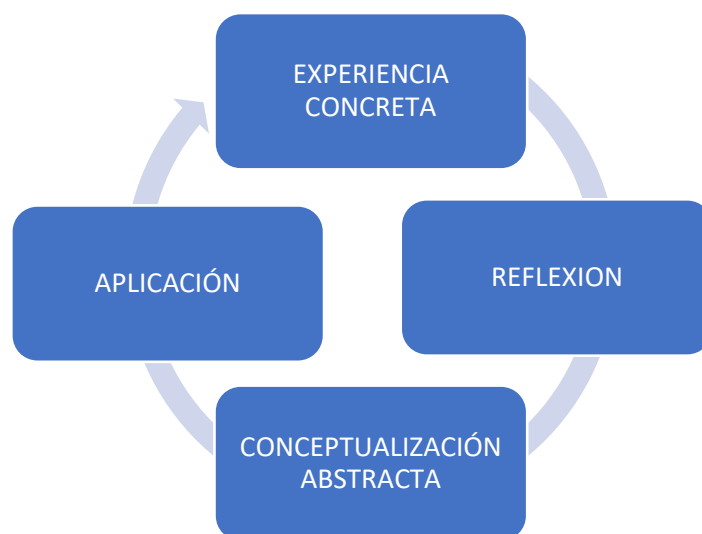 EXPERIENCIA
CONCRETA
REFLEXION
CONCEPTUALIZACIÓN
ABSTRACTA
APLICACIÓN